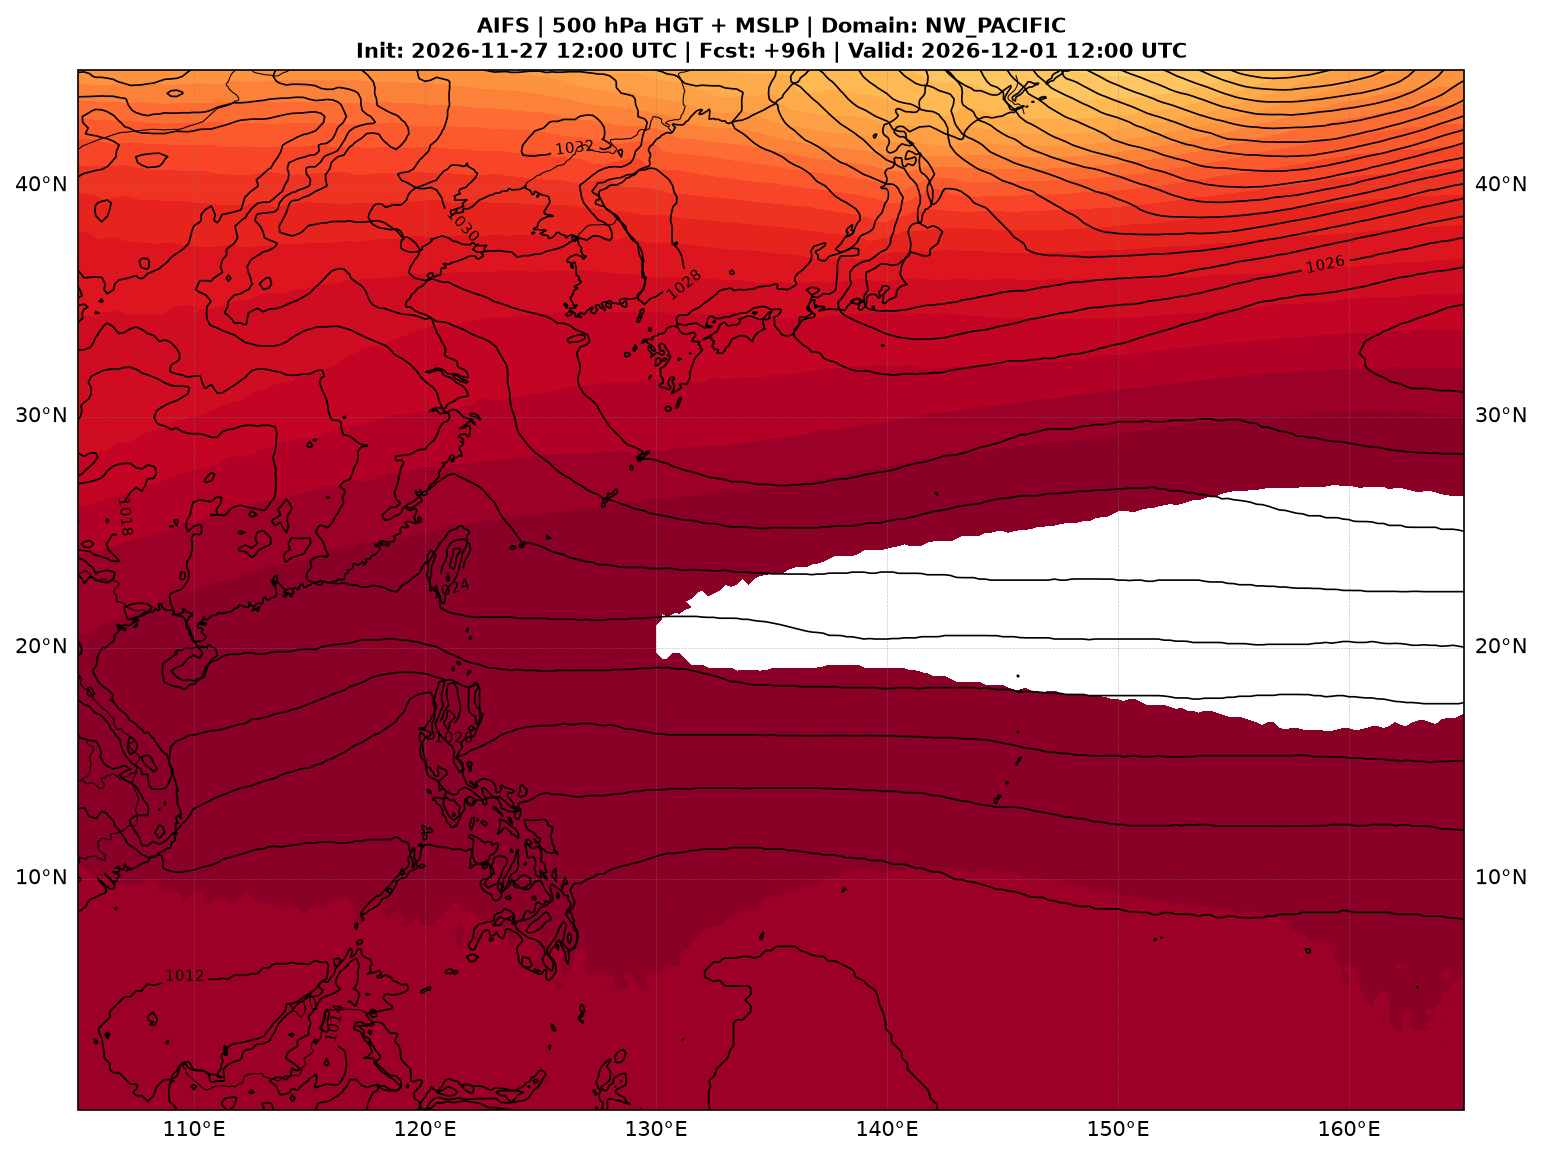 AIFS | 500 hPa HGT + MSLP | Domain: NW_PACIFIC
Init: 2026-11-27 12:00 UTC | Fcst: +96h | Valid: 2026-12-01 12:00 UTC
1032
40°N
40°N
1030
1026
1028
30°N
30°N
1018
1024
20°N
20°N
1020
10°N
10°N
1012
1014
110°E
120°E
130°E
140°E
150°E
160°E